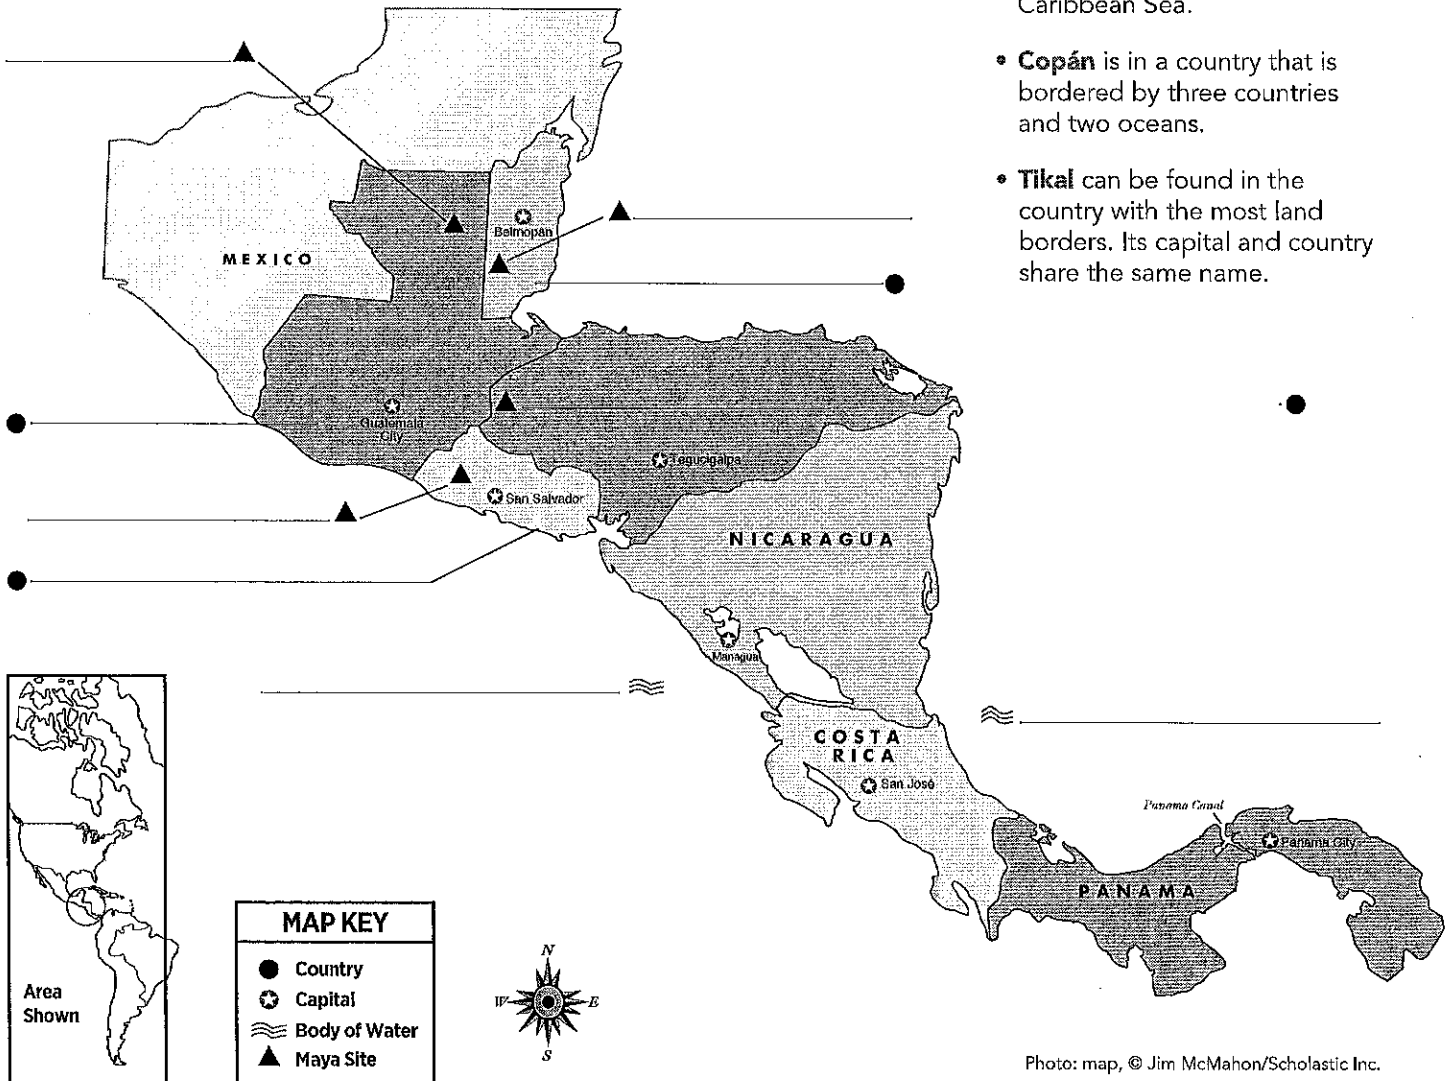 Caribbean Sea.
• Copán is in a country that is
bordered by three countries
and two oceans.
• Tikal can be found in the
country with the most land
borders. Its capital and country
share the same name.
Belmopán
MEXICO
Guatemala
City
Tegucigalpa
San Salvador
NICARAGUA
Managua
COSTA
RICA
San José
Panama Canal
Panama City
PANAMA
MAP KEY
Country
Capital
Body of Water
Maya Site
N
W
E
S
Area
Shown
Photo: map, © Jim McMahon/Scholastic Inc.